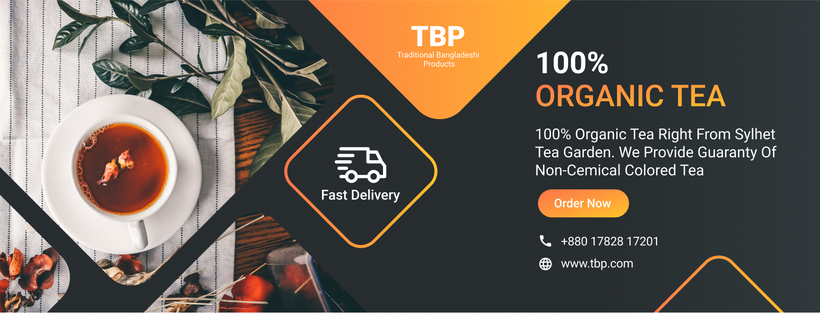 TBP
Traditional Bangladeshi
Products
Fast Delivery
100%
ORGANIC TEA
100% Organic Tea Right From Sylhet
Tea Garden. We Provide Guaranty Of
Non-Cemical Colored Tea
Order Now
+880 17828 17201
www.tbp.com